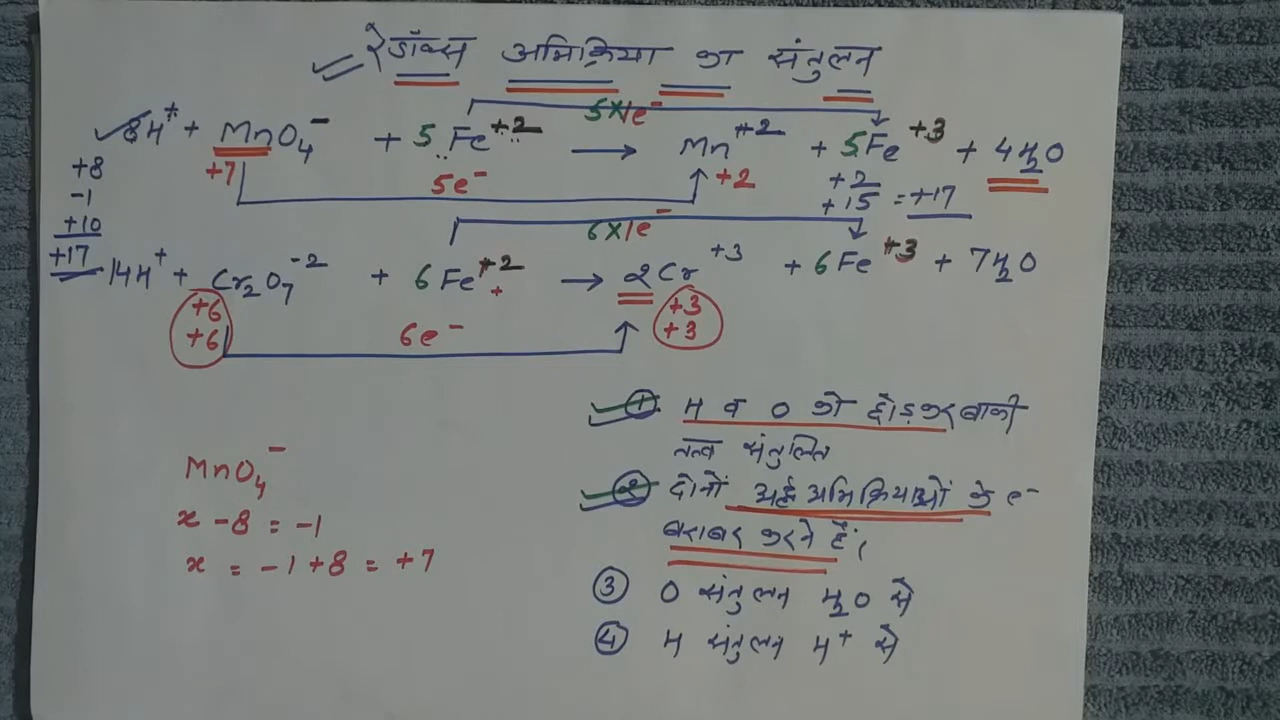 रेडॉक्स अभिक्रिया का संतुलन
5×1e⁻
8H⁺ + MnO₄⁻ + 5Fe⁺² → Mn⁺² + 5Fe⁺³ + 4H₂O
+8 +7 5e⁻ +2 +2
-1 +15 = +17
+10 6×1e⁻
+17
14H⁺ + Cr₂O₇⁻² + 6Fe⁺² → 2Cr⁺³ + 6Fe⁺³ + 7H₂O
+6 +3
+6 6e⁻ +3
① H व O को छोड़कर बाकी
तत्व संतुलित
② दोनों अर्द्ध अभिक्रियाओं के e⁻
बराबर करने हैं।
③ O संतुलन H₂O से
④ H संतुलन H⁺ से
MnO₄⁻
x - 8 = -1
x = -1 + 8 = +7